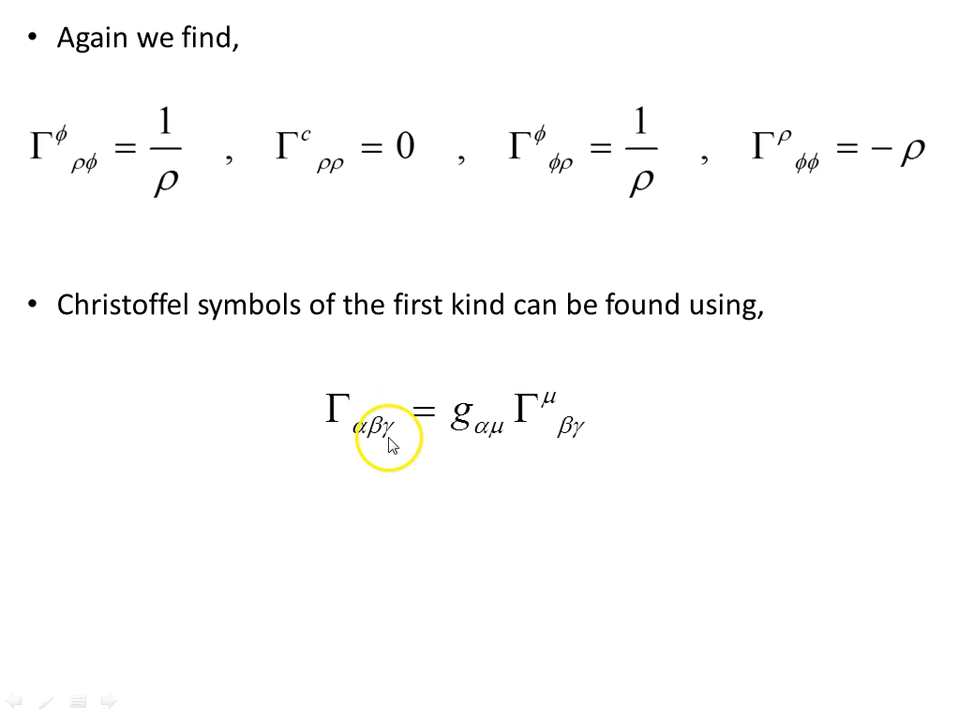 • Again we find,
Γ^ϕ_ρϕ = 1/ρ , Γ^c_ρρ = 0 , Γ^ϕ_ϕρ = 1/ρ , Γ^ρ_ϕϕ = − ρ
• Christoffel symbols of the first kind can be found using,
Γ_αβγ = g_αμ Γ^μ_βγ